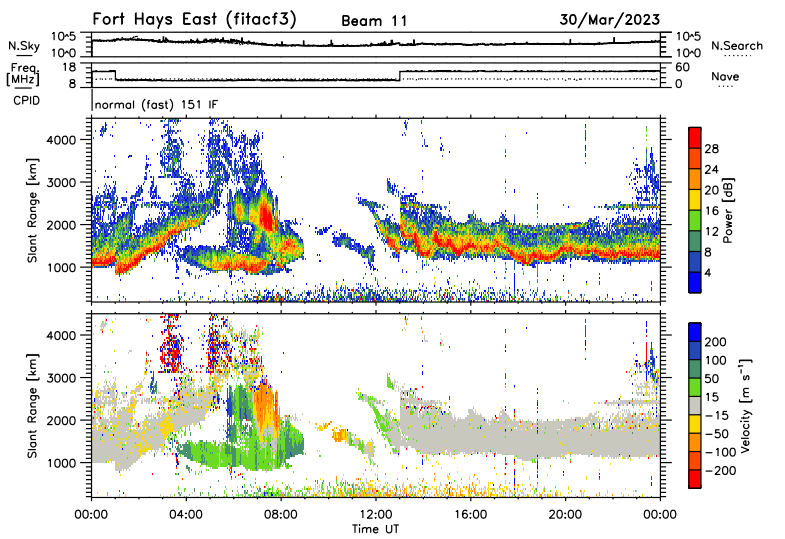 Fort Hays East (fitacf3) Beam 11 30/Mar/2023
N.Sky 10^5 10^0 10^5 10^0 N.Search
Freq. [MHz] 18 8 60 0 Nave
CPID normal (fast) 151 IF
Slant Range [km] 4000 3000 2000 1000
Power [dB] 28 24 20 16 12 8 4
Slant Range [km] 4000 3000 2000 1000
Velocity [m s⁻¹] 200 100 50 15 −15 −50 −100 −200
00:00 04:00 08:00 12:00 16:00 20:00 00:00
Time UT